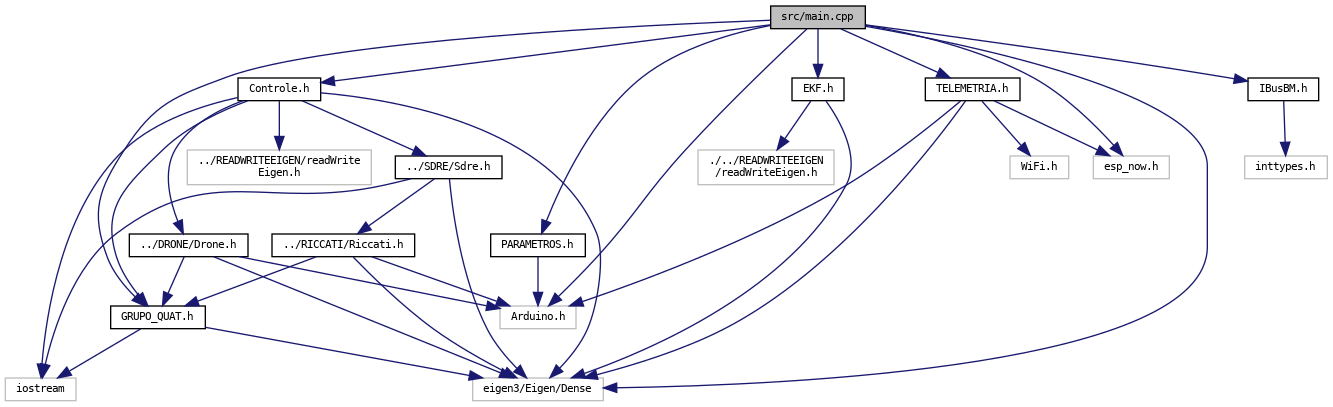 src/main.cpp
Controle.h
EKF.h
TELEMETRIA.h
IBusBM.h
../READWRITEEIGEN/readWrite
Eigen.h
../SDRE/Sdre.h
./../READWRITEEIGEN
/readWriteEigen.h
WiFi.h
esp_now.h
inttypes.h
../DRONE/Drone.h
../RICCATI/Riccati.h
PARAMETROS.h
GRUPO_QUAT.h
Arduino.h
iostream
eigen3/Eigen/Dense